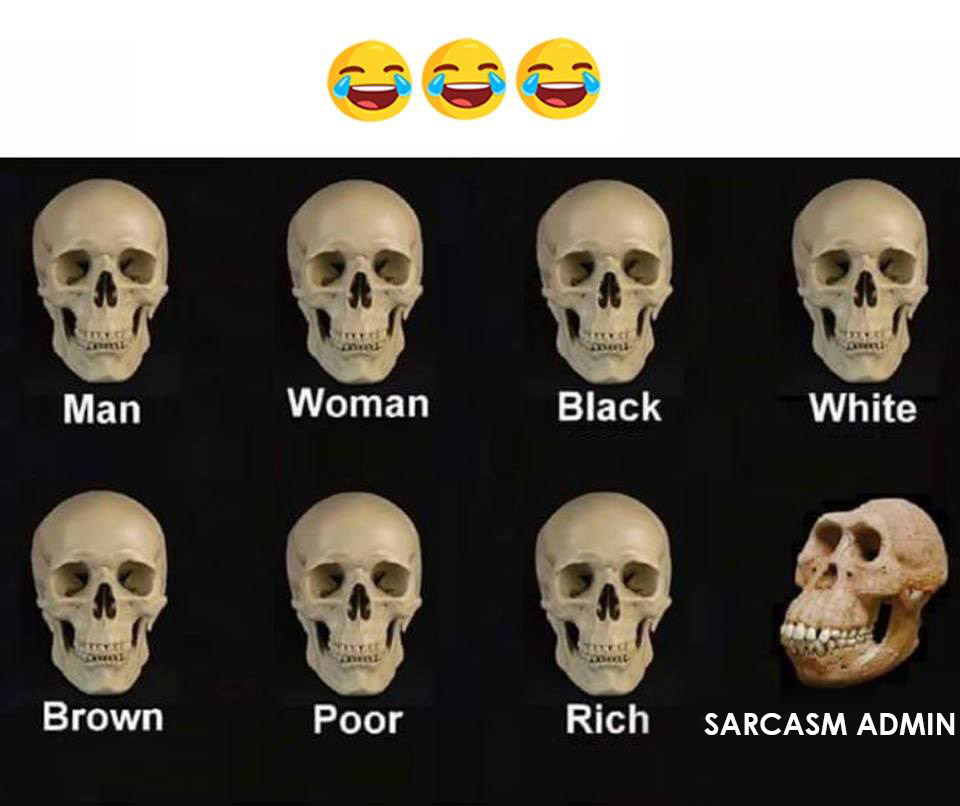 Man
Woman
Black
White
Brown
Poor
Rich
SARCASM ADMIN